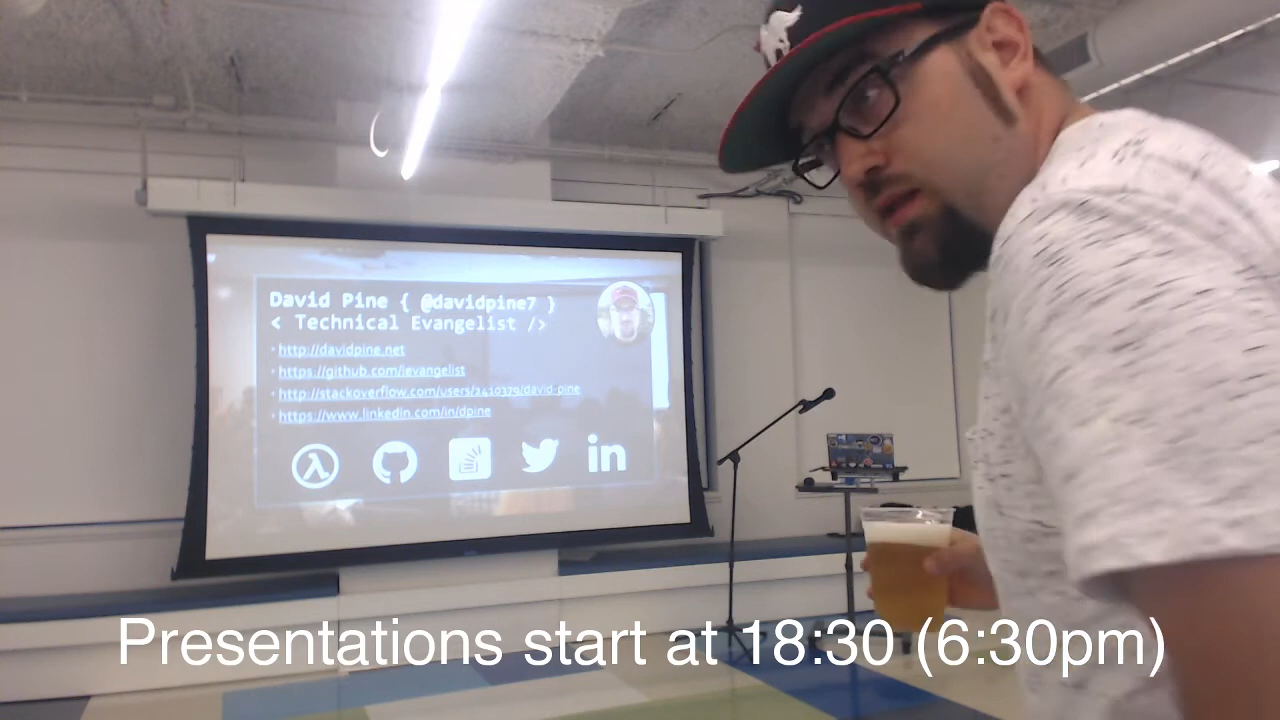 David Pine { @davidpine7 }
< Technical Evangelist />
http://davidpine.net
https://github.com/ievangelist
http://stackoverflow.com/users/2410379/david-pine
https://www.linkedin.com/in/dpine
in
Presentations start at 18:30 (6:30pm)